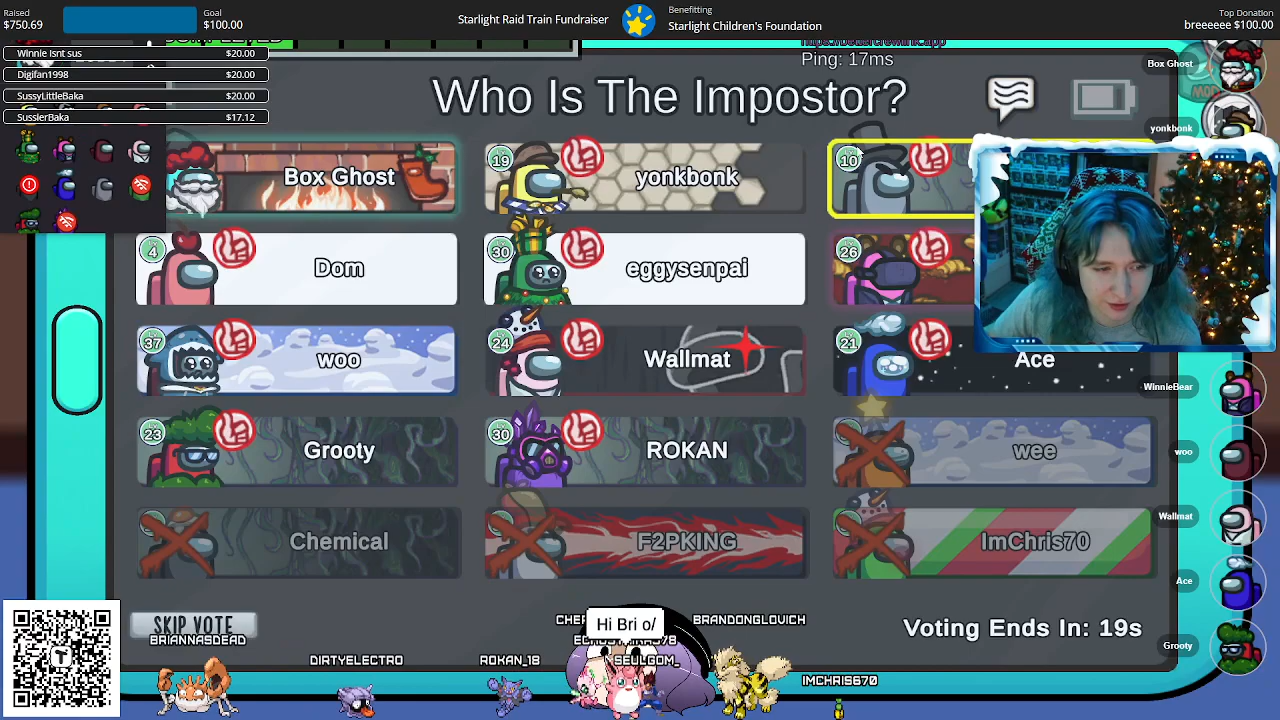 Raised
$750.69
Goal
$100.00
Starlight Raid Train Fundraiser
Benefitting
Starlight Children's Foundation
Top Donation
breeeeee $100.00
Winnie Isnt sus $20.00
Digifan1998 $20.00
SussyLittleBaka $20.00
SussierBaka $17.12
Ping: 17ms
Who Is The Impostor?
Box Ghost
yonkbonk
Box Ghost
19
yonkbonk
10
4
Dom
30
eggysenpai
26
37
woo
24
Wallmat
21
Ace
WinnieBear
23
Grooty
30
ROKAN
wee
woo
Chemical
F2PKING
ImChris70
Wallmat
Ace
SKIP VOTE
Voting Ends In: 19s
Grooty
Hi Bri o/
BRIANNASDEAD
DIRTYELECTRO
ROKAN_18
SEULGOM_
BRANDONGLOVICH
IMCHRIS670